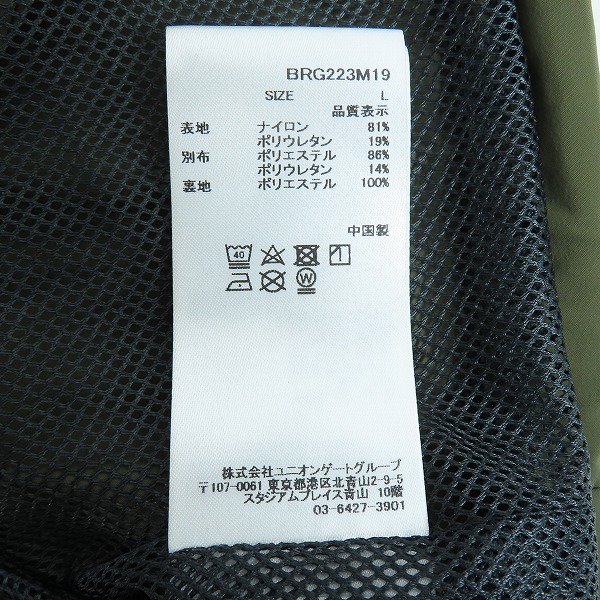 BRG223M19
SIZE L
品質表示
表地 ナイロン 81%
ポリウレタン 19%
別布 ポリエステル 86%
ポリウレタン 14%
裏地 ポリエステル 100%
中国製
40
W
株式会社ユニオンゲートグループ
〒107-0061 東京都港区北青山2-9-5
スタジアムプレイス青山 10階
03-6427-3901